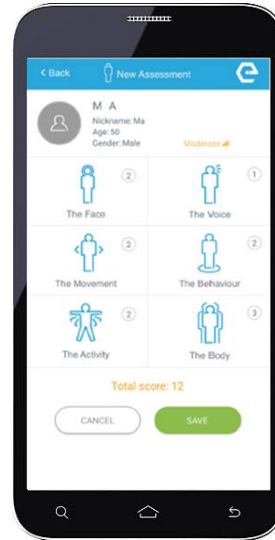 < Back New Assessment
M A
Nickname: Ma
Age: 50
Gender: Male Moderate
2 1
The Face The Voice
2 2
The Movement The Behaviour
2 3
The Activity The Body
Total score: 12
CANCEL SAVE